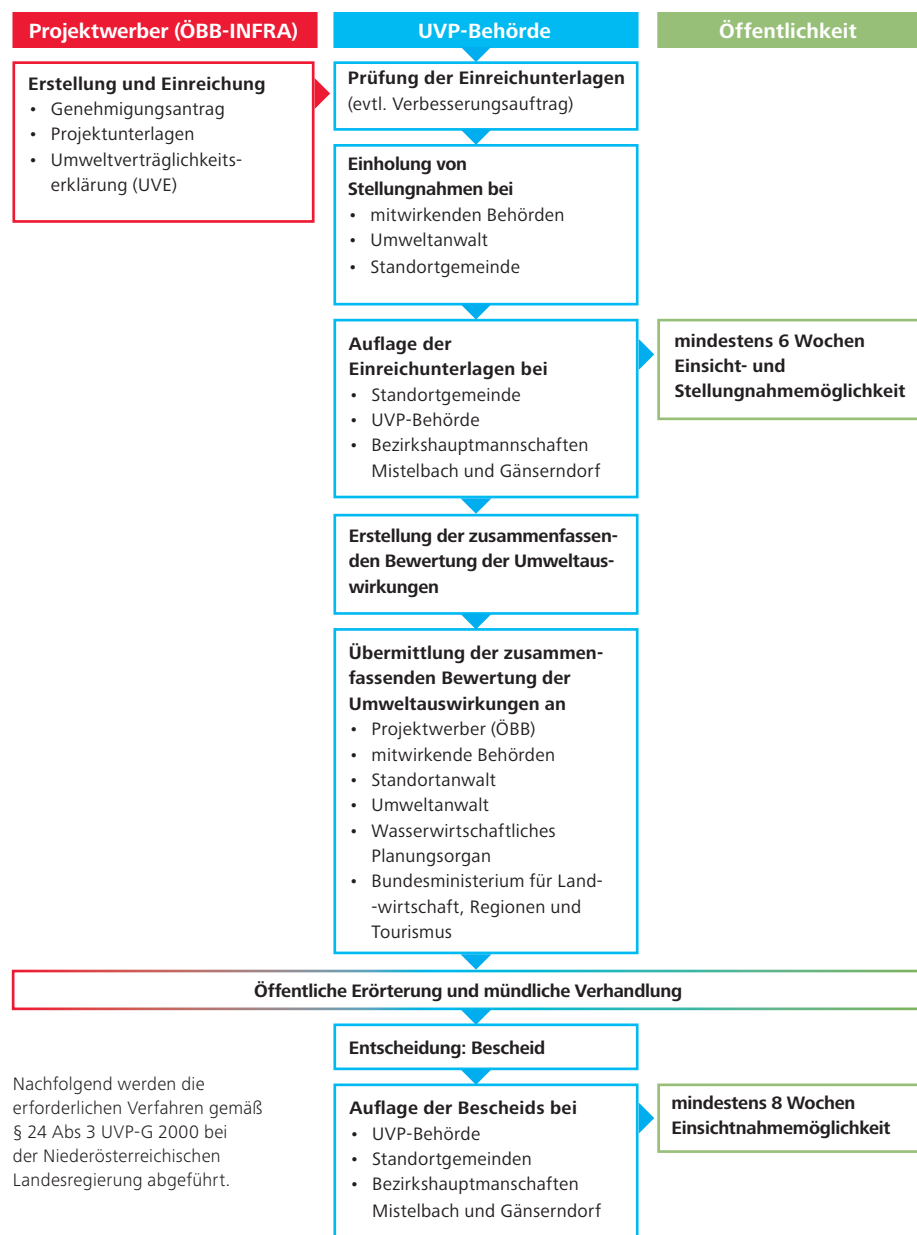 Projektwerber (ÖBB-INFRA)
UVP-Behörde
Öffentlichkeit
Erstellung und Einreichung
• Genehmigungsantrag
• Projektunterlagen
• Umweltverträglichkeits-
erklärung (UVE)
Prüfung der Einreichunterlagen
(evtl. Verbesserungsauftrag)
Einholung von
Stellungnahmen bei
• mitwirkenden Behörden
• Umweltanwalt
• Standortgemeinde
Auflage der
Einreichunterlagen bei
• Standortgemeinde
• UVP-Behörde
• Bezirkshauptmannschaften
Mistelbach und Gänserndorf
mindestens 6 Wochen
Einsicht- und
Stellungnahmemöglichkeit
Erstellung der zusammenfassen-
den Bewertung der Umweltaus-
wirkungen
Übermittlung der zusammen-
fassenden Bewertung der
Umweltauswirkungen an
• Projektwerber (ÖBB)
• mitwirkende Behörden
• Standortanwalt
• Umweltanwalt
• Wasserwirtschaftliches
Planungsorgan
• Bundesministerium für Land-
-wirtschaft, Regionen und
Tourismus
Öffentliche Erörterung und mündliche Verhandlung
Entscheidung: Bescheid
Nachfolgend werden die
erforderlichen Verfahren gemäß
§ 24 Abs 3 UVP-G 2000 bei
der Niederösterreichischen
Landesregierung abgeführt.
Auflage der Bescheids bei
• UVP-Behörde
• Standortgemeinden
• Bezirkshauptmanschaften
Mistelbach und Gänserndorf
mindestens 8 Wochen
Einsichtnahmemöglichkeit